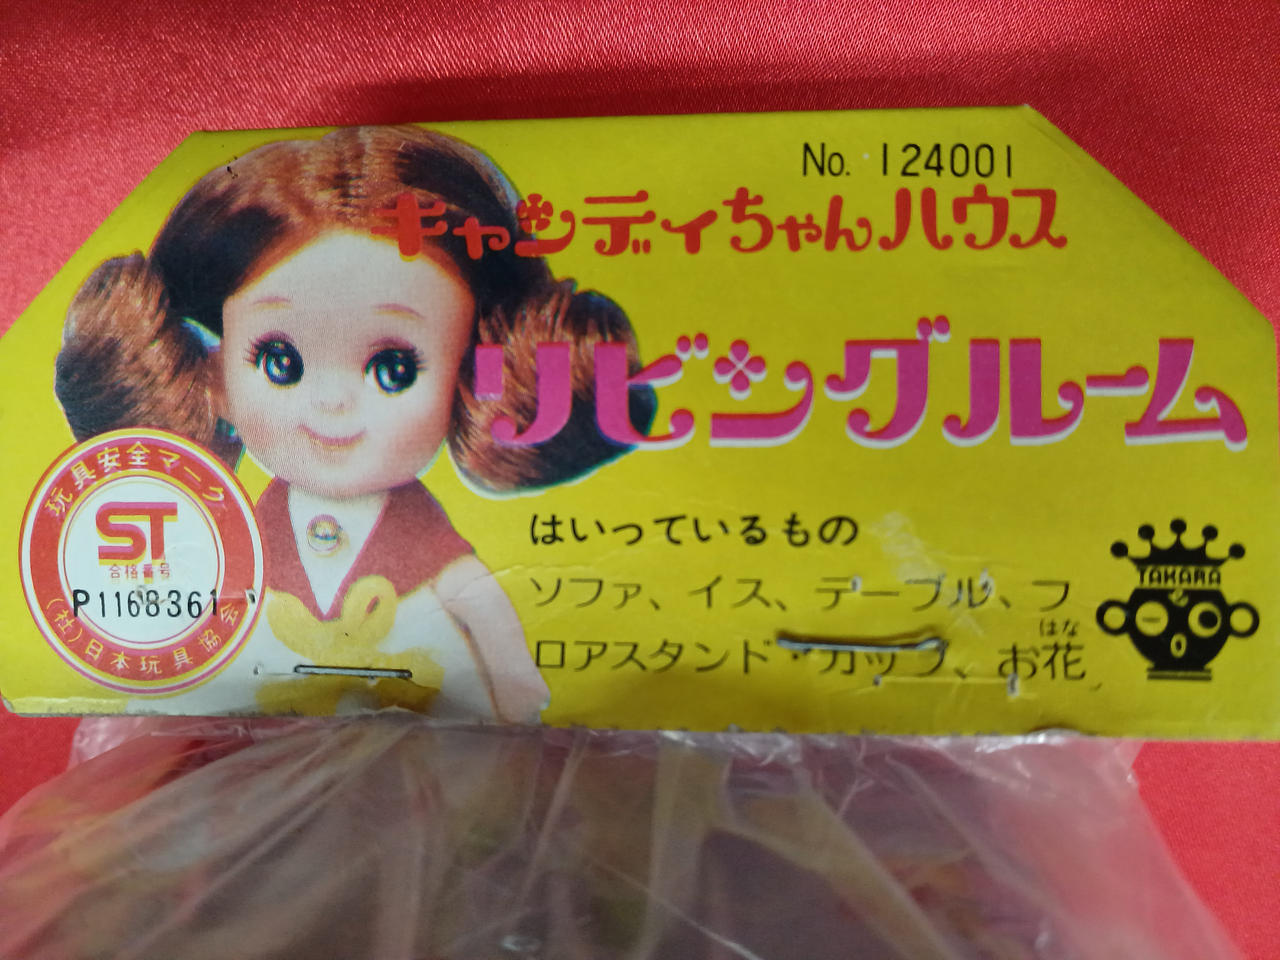 No. 124001
キャンディちゃんハウス
リビングルーム
玩具安全マーク
ST
合格番号
P1168361
(社)日本玩具協会
はいっているもの
ソファ、イス、テーブル、フ
はな
ロアスタンド・カップ、お花
TAKARA